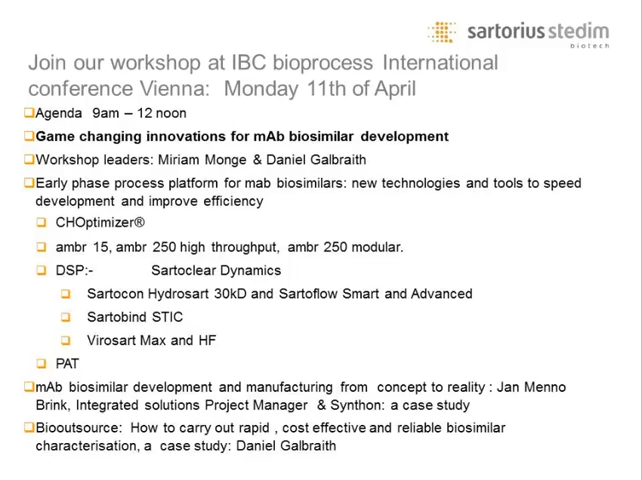 sartorius stedim
biotech
Join our workshop at IBC bioprocess International
conference Vienna: Monday 11th of April
Agenda 9am – 12 noon
Game changing innovations for mAb biosimilar development
Workshop leaders: Miriam Monge & Daniel Galbraith
Early phase process platform for mab biosimilars: new technologies and tools to speed
development and improve efficiency
CHOptimizer®
ambr 15, ambr 250 high throughput, ambr 250 modular.
DSP:- Sartoclear Dynamics
Sartocon Hydrosart 30kD and Sartoflow Smart and Advanced
Sartobind STIC
Virosart Max and HF
PAT
mAb biosimilar development and manufacturing from concept to reality : Jan Menno
Brink, Integrated solutions Project Manager & Synthon: a case study
Biooutsource: How to carry out rapid , cost effective and reliable biosimilar
characterisation, a case study: Daniel Galbraith